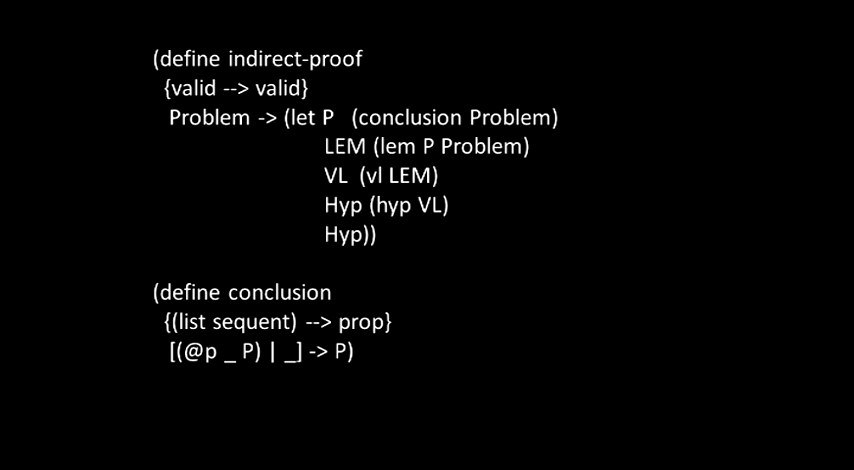 (define indirect-proof
{valid --> valid}
Problem -> (let P (conclusion Problem)
LEM (lem P Problem)
VL (vl LEM)
Hyp (hyp VL)
Hyp))
(define conclusion
{(list sequent) --> prop}
[(@p _ P) | _] -> P)